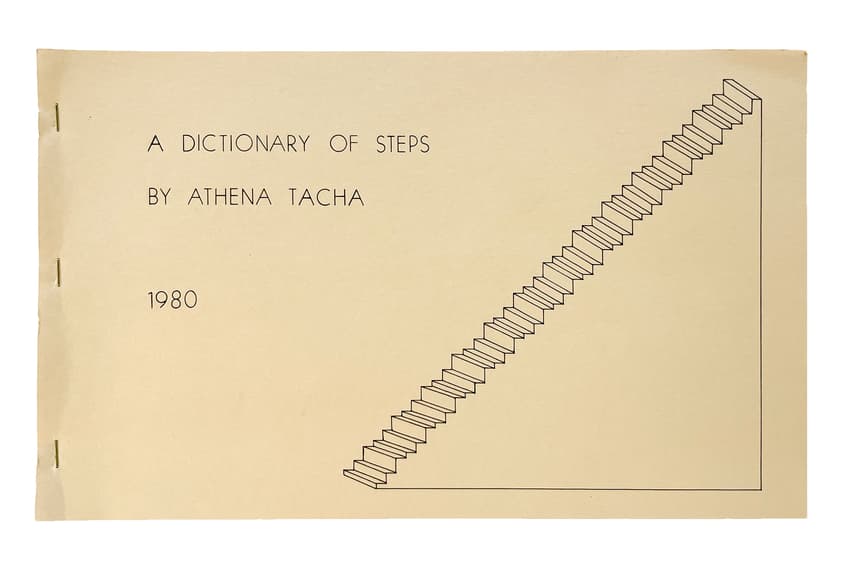 A DICTIONARY OF STEPS
BY ATHENA TACHA
1980